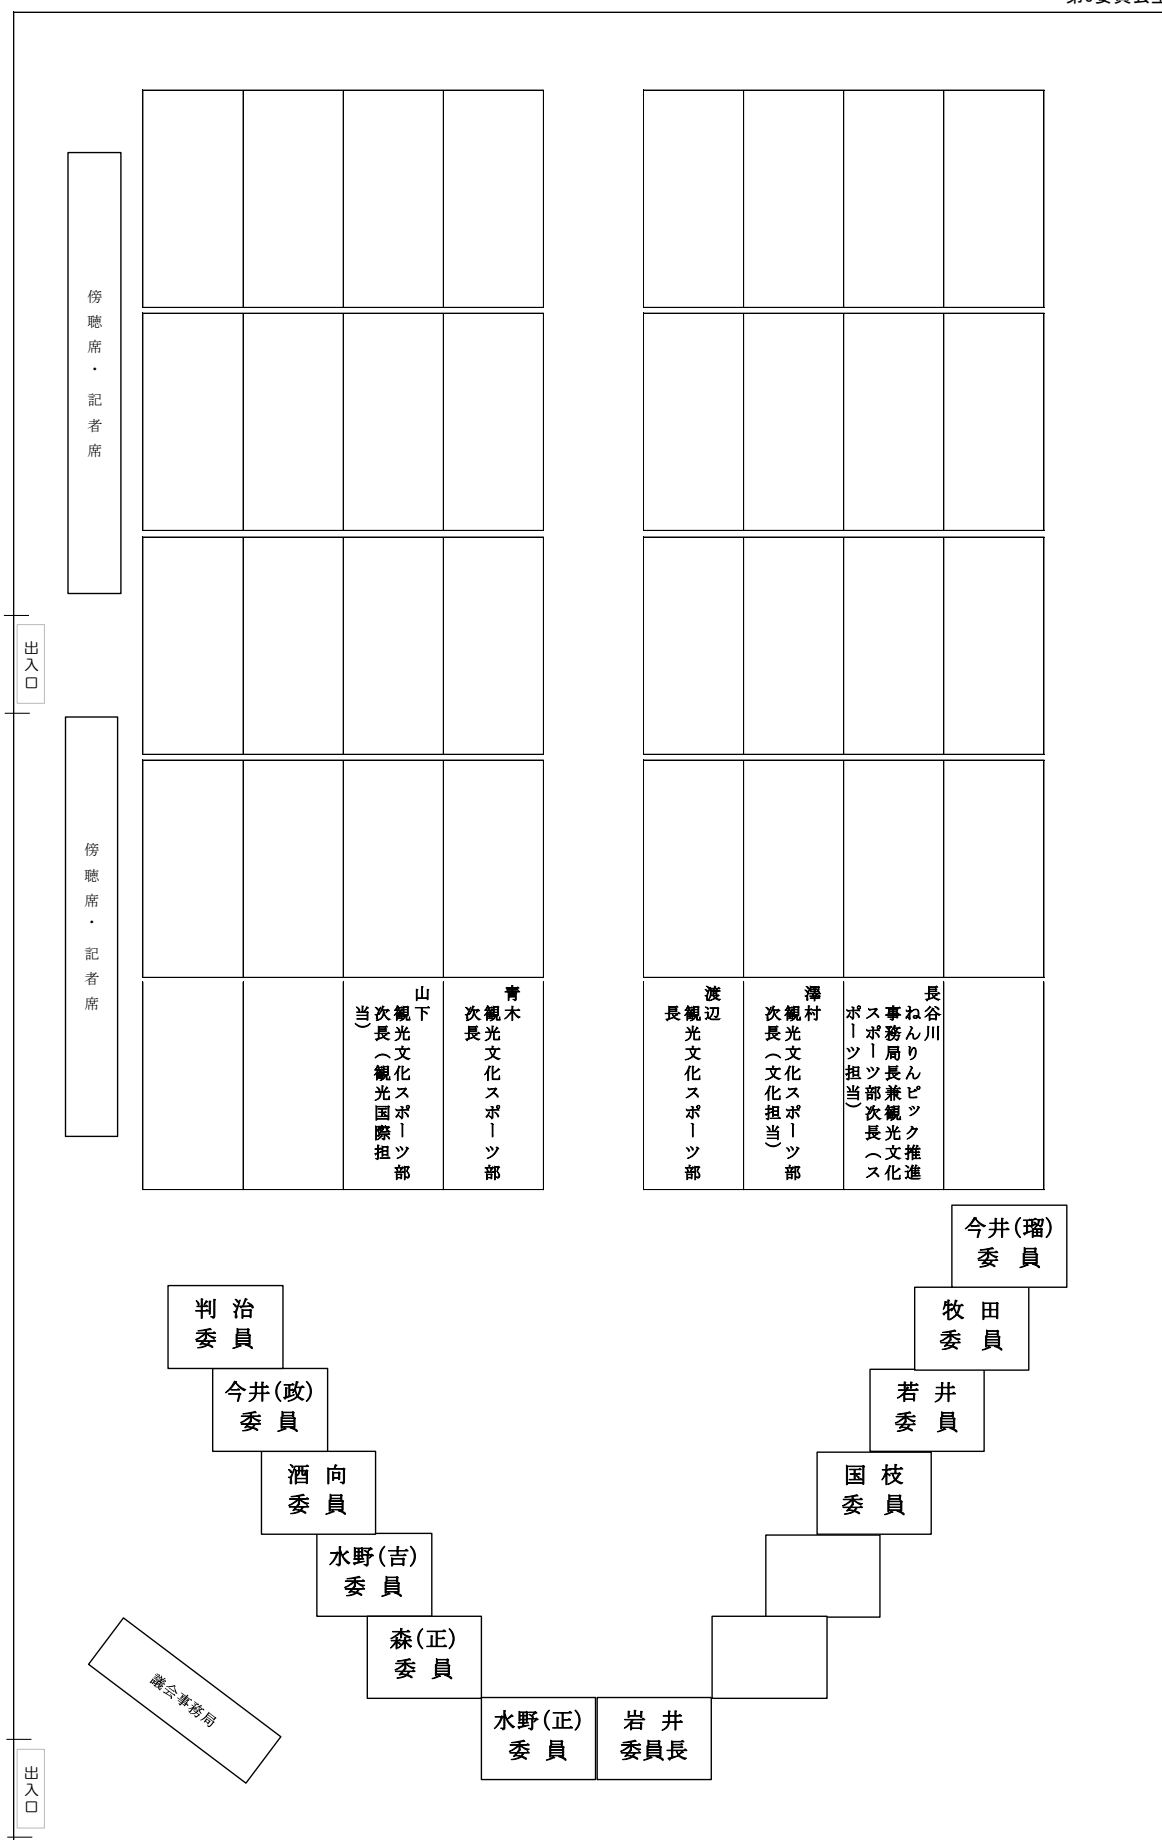 傍聴席・記者席
出入口
傍聴席・記者席
長谷川
ねんりんピック推進
事務局長兼観光文化
スポーツ部次長（ス
ポーツ担当）
澤村
観光文化スポーツ部
次長（文化担当）
渡辺
観光文化スポーツ部
長
青木
観光文化スポーツ部
次長
山下
観光文化スポーツ部
次長（観光国際担
当）
今井(瑠)
委員
判治
委員
牧田
委員
今井(政)
委員
若井
委員
酒向
委員
国枝
委員
水野(吉)
委員
森(正)
委員
議会事務局
水野(正)
委員
岩井
委員長
出入口